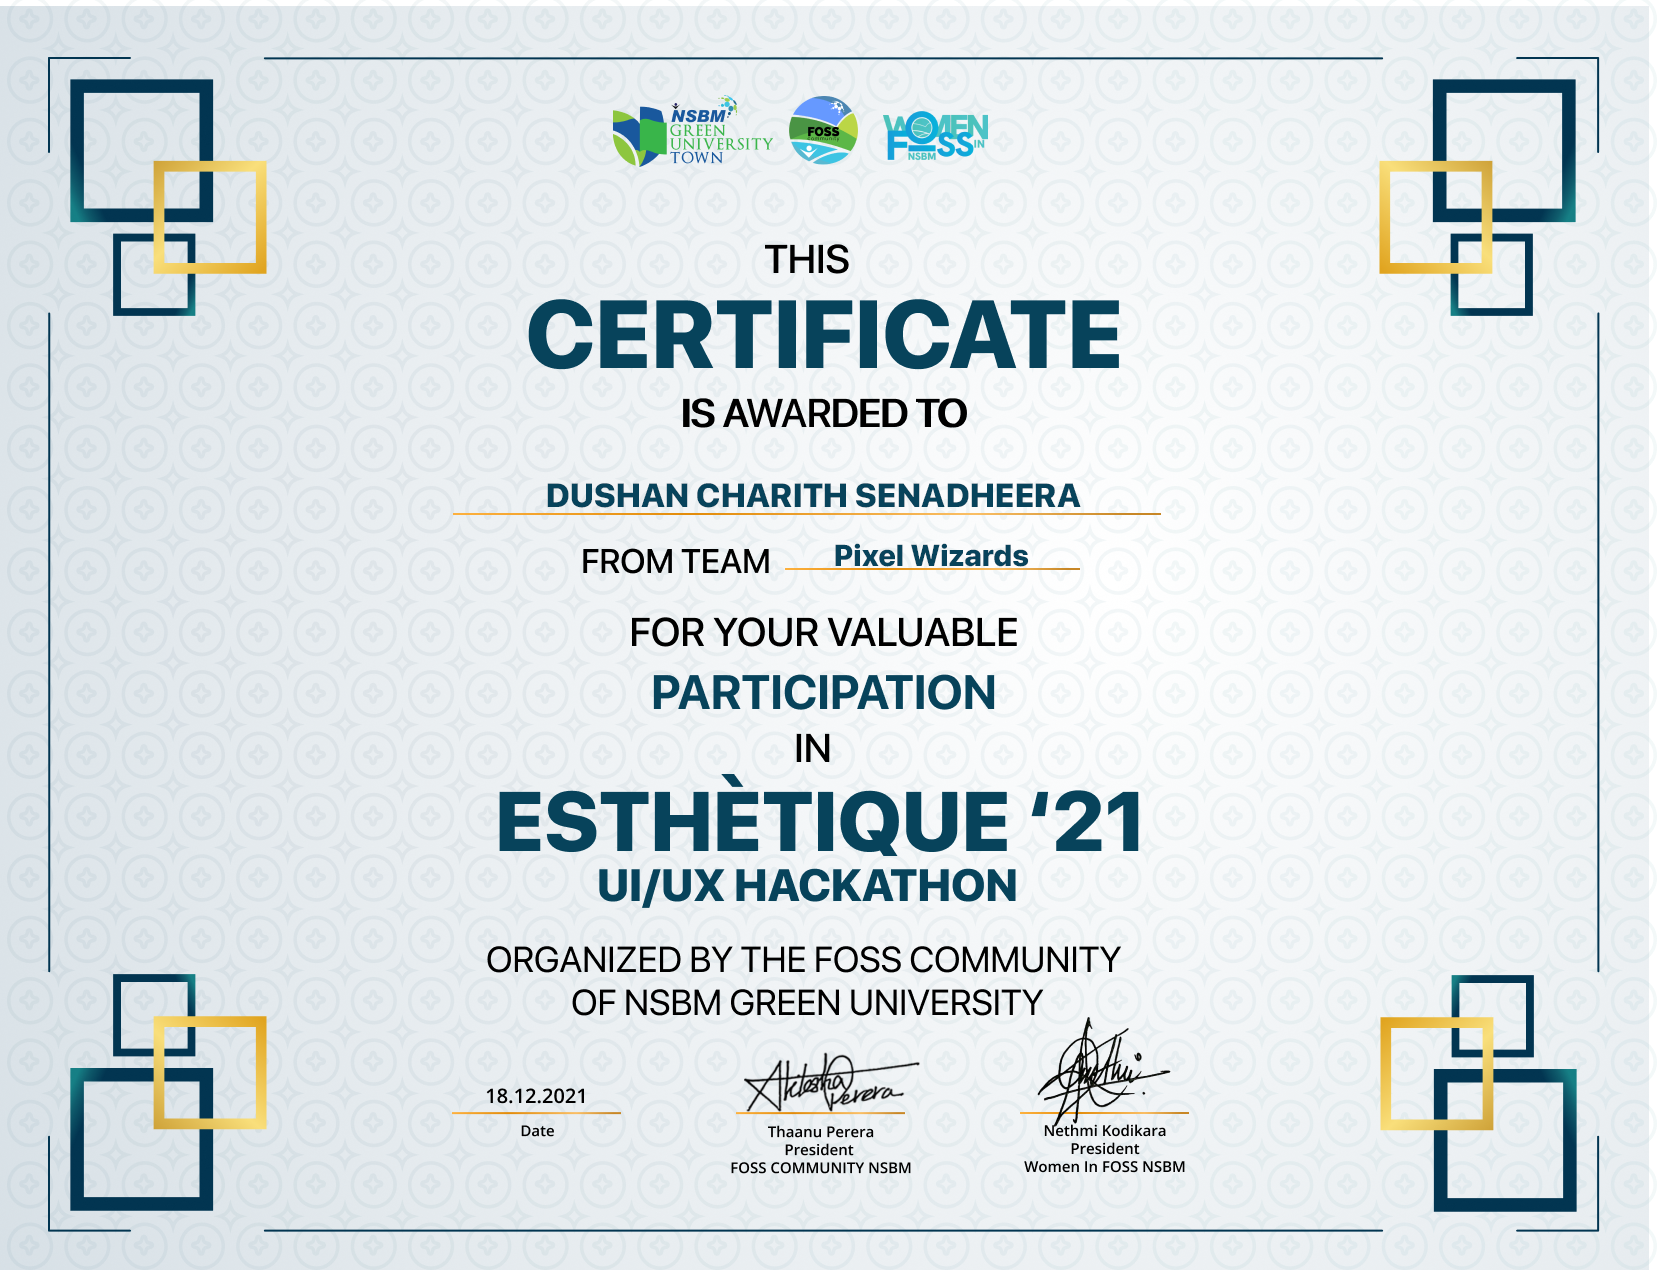 NSBM
GREEN
UNIVERSITY
TOWN
FOSS
Community
WOMEN
IN
FOSS
NSBM
THIS
CERTIFICATE
IS AWARDED TO
DUSHAN CHARITH SENADHEERA
FROM TEAM Pixel Wizards
FOR YOUR VALUABLE
PARTICIPATION
IN
ESTHÈTIQUE ‘21
UI/UX HACKATHON
ORGANIZED BY THE FOSS COMMUNITY
OF NSBM GREEN UNIVERSITY
18.12.2021
Date
Akilesha
Perera
Thaanu Perera
President
FOSS COMMUNITY NSBM
Nethmi Kodikara
President
Women In FOSS NSBM